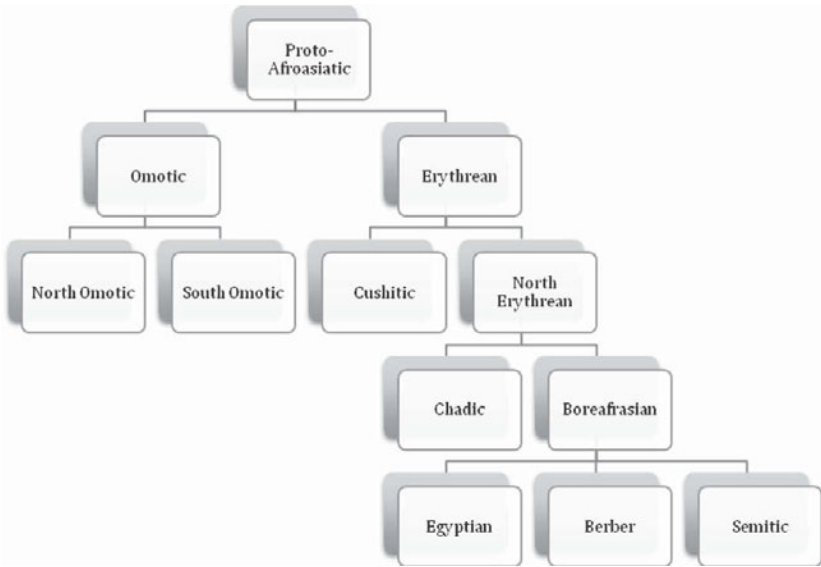 Proto-
Afroasiatic
Omotic
Erythrean
North Omotic
South Omotic
Cushitic
North
Erythrean
Chadic
Boreafrasian
Egyptian
Berber
Semitic